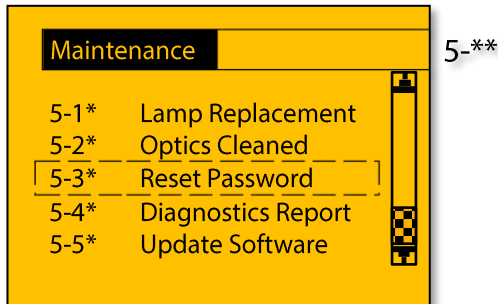 Maintenance
5-**
5-1* Lamp Replacement
5-2* Optics Cleaned
5-3* Reset Password
5-4* Diagnostics Report
5-5* Update Software